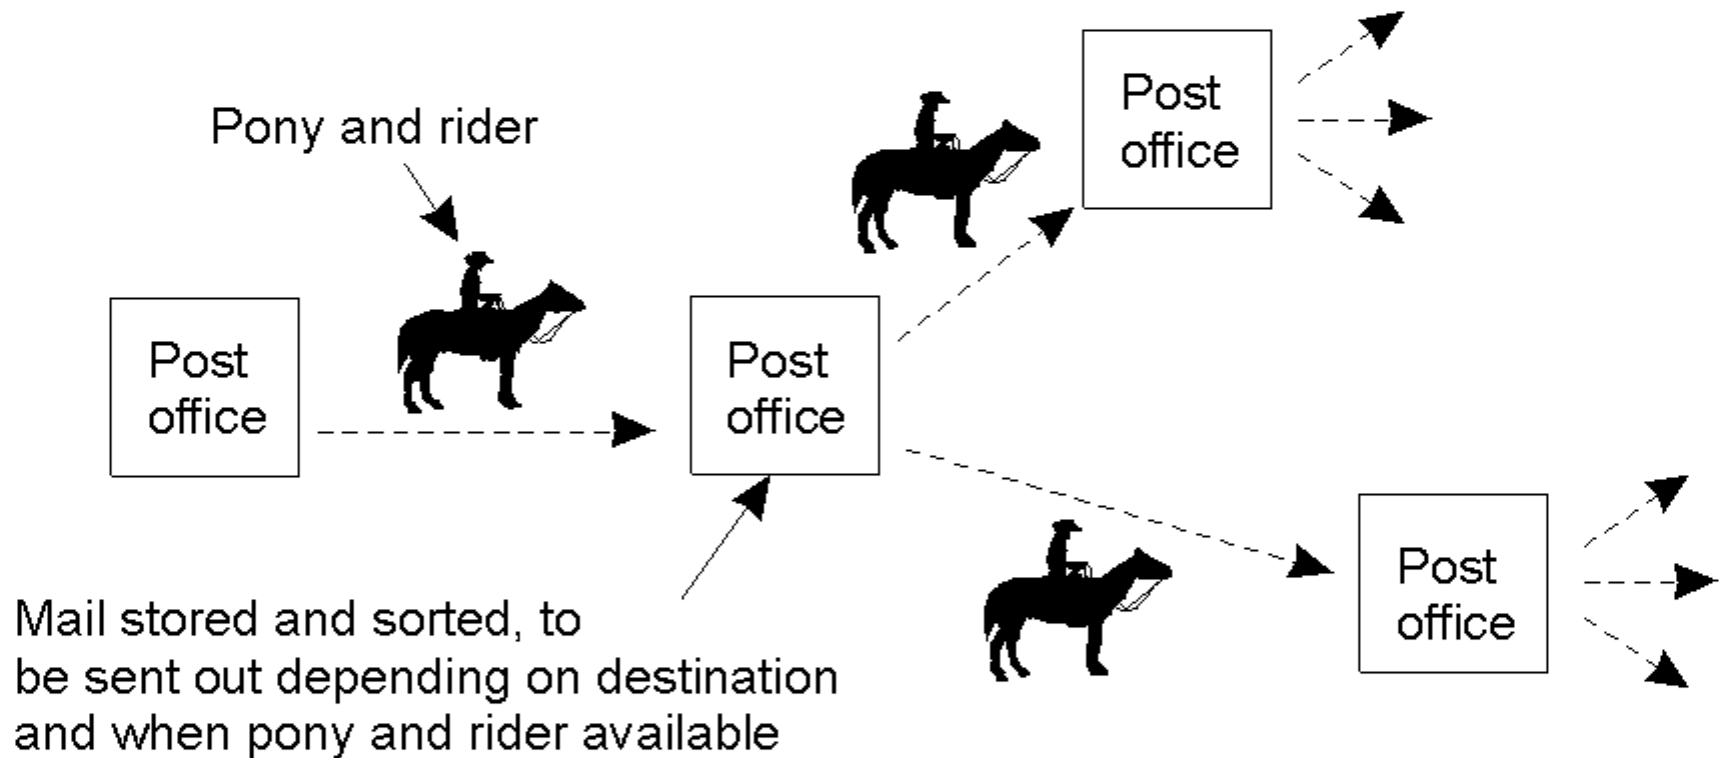 Pony and rider
Post
office
Post
office
Post
office
Post
office
Mail stored and sorted, to
be sent out depending on destination
and when pony and rider available